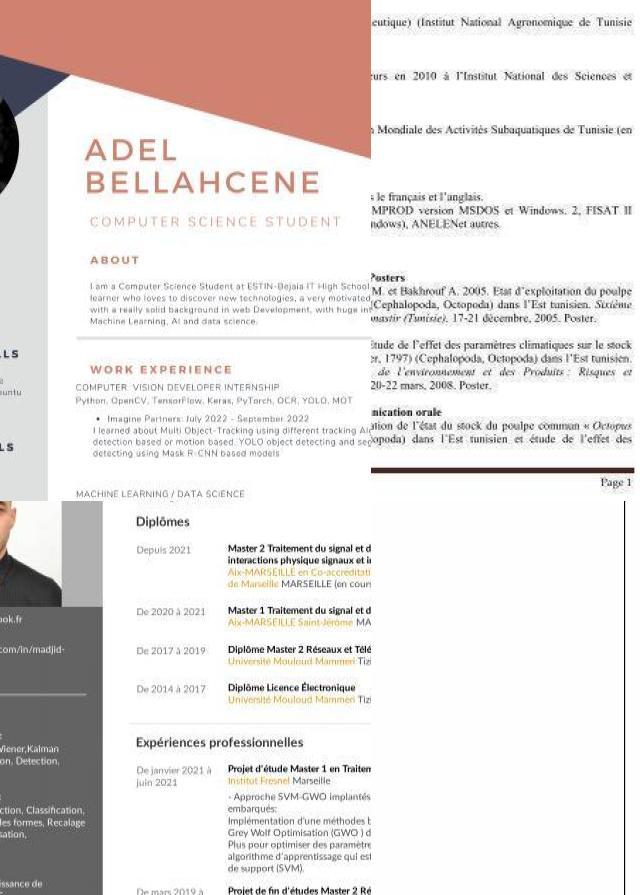 ADEL
BELLAHCENE
COMPUTER SCIENCE STUDENT
ABOUT
I am a Computer Science Student at ESTIN-Bejaia IT High School
learner who loves to discover new technologies, a very motivated
with a really solid background in web Development, with huge in
Machine Learning, AI and data science.
WORK EXPERIENCE
COMPUTER VISION DEVELOPER INTERNSHIP
Python, OpenCV, TensorFlow, Keras, PyTorch, OCR, YOLO, MOT
• Imagine Partners: July 2022 - September 2022
I learned about Multi Object-Tracking using different tracking Al
detection based or motion based. YOLO object detecting and seg
detecting using Mask R-CNN based models
MACHINE LEARNING / DATA SCIENCE
LLS
untu
LS
eutique) (Institut National Agronomique de Tunisie
eurs en 2010 à l'Institut National des Sciences et
Mondiale des Activités Subaquatiques de Tunisie (en
s le français et l'anglais.
MPROD version MSDOS et Windows. 2, FISAT II
ndows), ANELENet autres.
Posters
M. et Bakhrouf A. 2005. Etat d'exploitation du poulpe
(Cephalopoda, Octopoda) dans l'Est tunisien. Sixième
nastir (Tunisie). 17-21 décembre, 2005. Poster.
Etude de l'effet des paramètres climatiques sur le stock
er, 1797) (Cephalopoda, Octopoda) dans l'Est tunisien.
de l'environnement et des Produits : Risques et
20-22 mars, 2008. Poster.
nication orale
ation de l'état du stock du poulpe commun « Octopus
topoda) dans l'Est tunisien et étude de l'effet des
Page 1
ook.fr
com/in/madjid-
Wiener,Kalman
on, Detection,
ction, Classification,
des formes, Recalage
sation,
issance de
Diplômes
Depuis 2021
Master 2 Traitement du signal et d
interactions physique signaux et i
Aix-MARSEILLE en Co-accréditati
de Marseille MARSEILLE (en cours
De 2020 à 2021
Master 1 Traitement du signal et d
Aix-MARSEILLE Saint-Jérôme MA
De 2017 à 2019
Diplôme Master 2 Réseaux et Télé
Université Mouloud Mammeri Tizi
De 2014 à 2017
Diplôme Licence Électronique
Université Mouloud Mammeri Tizi
Expériences professionnelles
De janvier 2021 à
juin 2021
Projet d'étude Master 1 en Traitem
Institut Fresnel Marseille
- Approche SVM-GWO implantés
embarqués:
Implémentation d'une méthodes b
Grey Wolf Optimisation (GWO ) d
Plus pour optimiser des paramètre
algorithme d'apprentissage qui est
de support (SVM).
De mars 2019 à
Projet de fin d'études Master 2 Ré